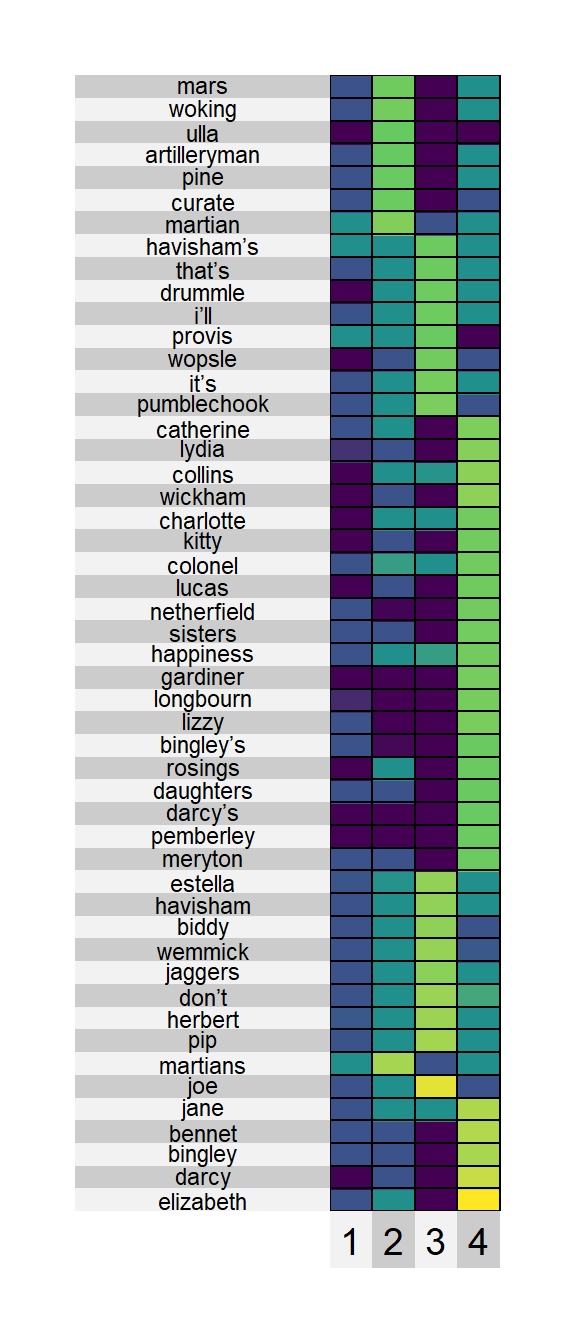 mars
woking
ulla
artilleryman
pine
curate
martian
havisham’s
that’s
drummle
i’ll
provis
wopsle
it’s
pumblechook
catherine
lydia
collins
wickham
charlotte
kitty
colonel
lucas
netherfield
sisters
happiness
gardiner
longbourn
lizzy
bingley’s
rosings
daughters
darcy’s
pemberley
meryton
estella
havisham
biddy
wemmick
jaggers
don’t
herbert
pip
martians
joe
jane
bennet
bingley
darcy
elizabeth
1 2 3 4